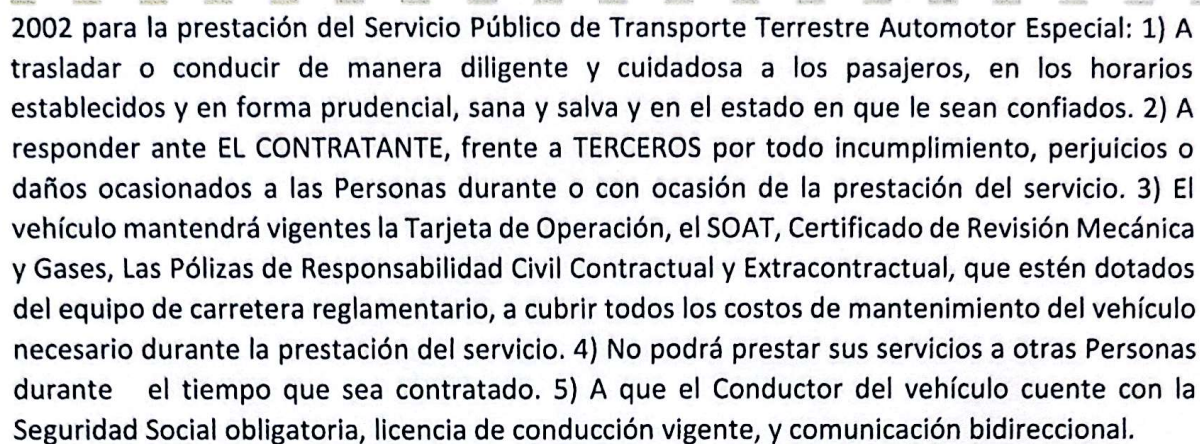 2002 para la prestación del Servicio Público de Transporte Terrestre Automotor Especial: 1) A
trasladar o conducir de manera diligente y cuidadosa a los pasajeros, en los horarios
establecidos y en forma prudencial, sana y salva y en el estado en que le sean confiados. 2) A
responder ante EL CONTRATANTE, frente a TERCEROS por todo incumplimiento, perjuicios o
daños ocasionados a las Personas durante o con ocasión de la prestación del servicio. 3) El
vehículo mantendrá vigentes la Tarjeta de Operación, el SOAT, Certificado de Revisión Mecánica
y Gases, Las Pólizas de Responsabilidad Civil Contractual y Extracontractual, que estén dotados
del equipo de carretera reglamentario, a cubrir todos los costos de mantenimiento del vehículo
necesario durante la prestación del servicio. 4) No podrá prestar sus servicios a otras Personas
durante el tiempo que sea contratado. 5) A que el Conductor del vehículo cuente con la
Seguridad Social obligatoria, licencia de conducción vigente, y comunicación bidireccional.